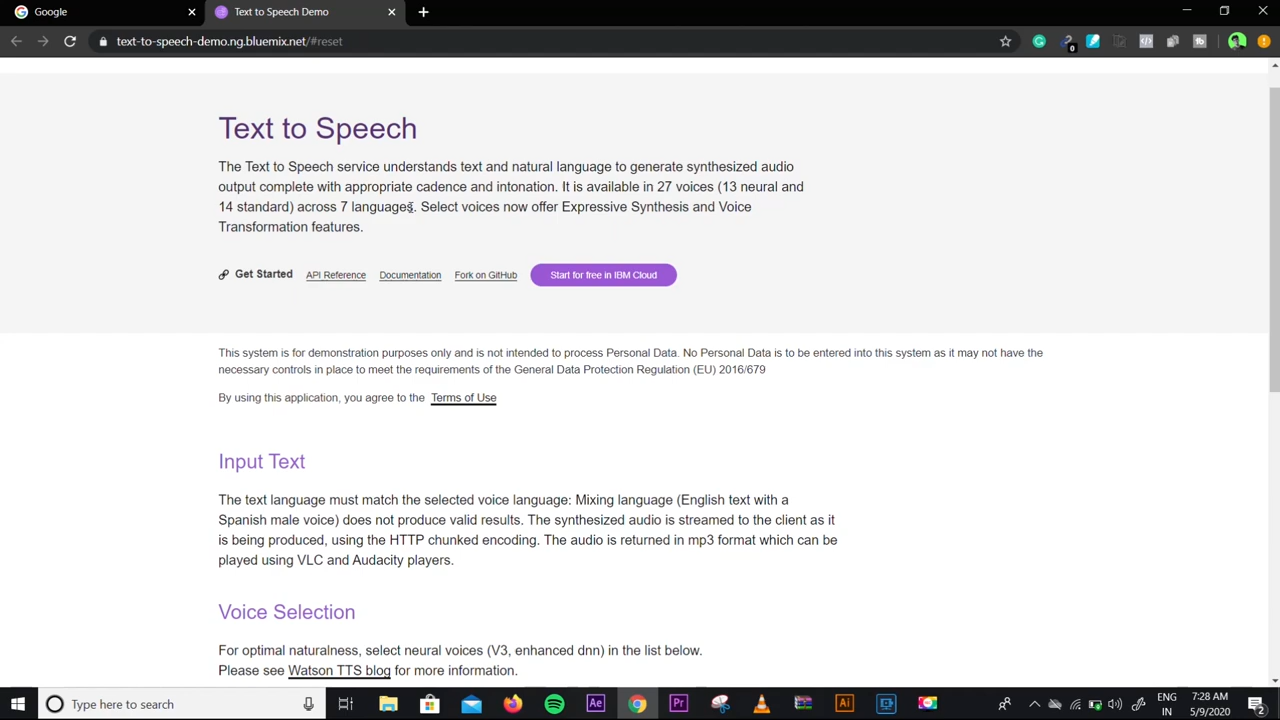 Google
Text to Speech Demo
text-to-speech-demo.ng.bluemix.net/#reset
0
Text to Speech
The Text to Speech service understands text and natural language to generate synthesized audio
output complete with appropriate cadence and intonation. It is available in 27 voices (13 neural and
14 standard) across 7 languages. Select voices now offer Expressive Synthesis and Voice
Transformation features.
Get Started API Reference Documentation Fork on GitHub Start for free in IBM Cloud
This system is for demonstration purposes only and is not intended to process Personal Data. No Personal Data is to be entered into this system as it may not have the
necessary controls in place to meet the requirements of the General Data Protection Regulation (EU) 2016/679
By using this application, you agree to the Terms of Use
Input Text
The text language must match the selected voice language: Mixing language (English text with a
Spanish male voice) does not produce valid results. The synthesized audio is streamed to the client as it
is being produced, using the HTTP chunked encoding. The audio is returned in mp3 format which can be
played using VLC and Audacity players.
Voice Selection
For optimal naturalness, select neural voices (V3, enhanced dnn) in the list below.
Please see Watson TTS blog for more information.
Type here to search
Ae
Pr
Ai
ENG
IN
7:28 AM
5/9/2020
2